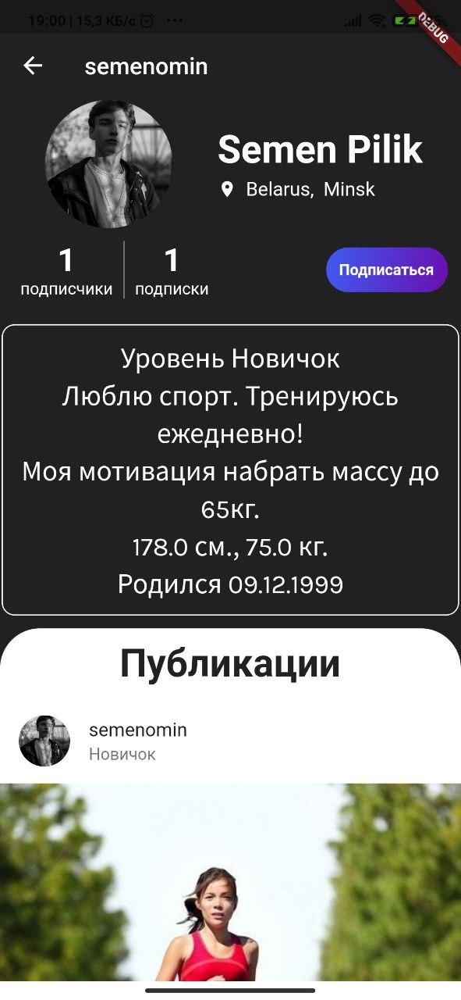 19:00 | 15,3 КБ/с
DEBUG
semenomin
Semen Pilik
Belarus, Minsk
1
1
подписчики
подписки
Подписаться
Уровень Новичок
Люблю спорт. Тренируюсь
ежедневно!
Моя мотивация набрать массу до
65кг.
178.0 см., 75.0 кг.
Родился 09.12.1999
Публикации
semenomin
Новичок